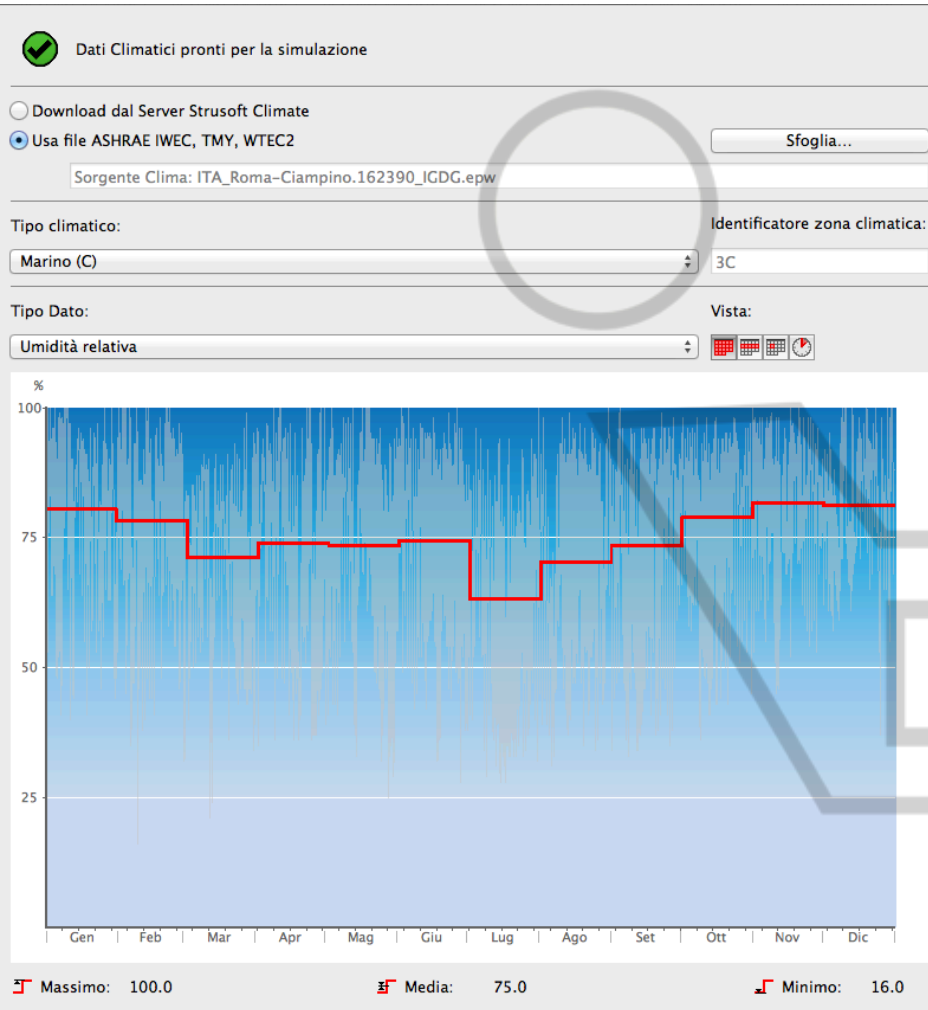 Dati Climatici pronti per la simulazione
Download dal Server Strusoft Climate
Usa file ASHRAE IWEC, TMY, WTEC2
Sfoglia...
Sorgente Clima: ITA_Roma-Ciampino.162390_IGDG.epw
Tipo climatico:
Identificatore zona climatica:
Marino (C)
3C
Tipo Dato:
Vista:
Umidità relativa
%
100
75
50
25
Gen Feb Mar Apr Mag Giu Lug Ago Set Ott Nov Dic
Massimo: 100.0 Media: 75.0 Minimo: 16.0